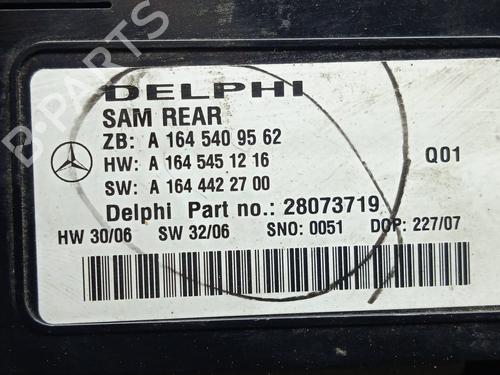 DELPHI
SAM REAR
ZB: A 164 540 95 62
HW: A 164 545 12 16
SW: A 164 442 27 00
Q01
Delphi Part no.: 28073719
HW 30/06 SW 32/06 SNO: 0051 DOP: 227/07
B-PARTS